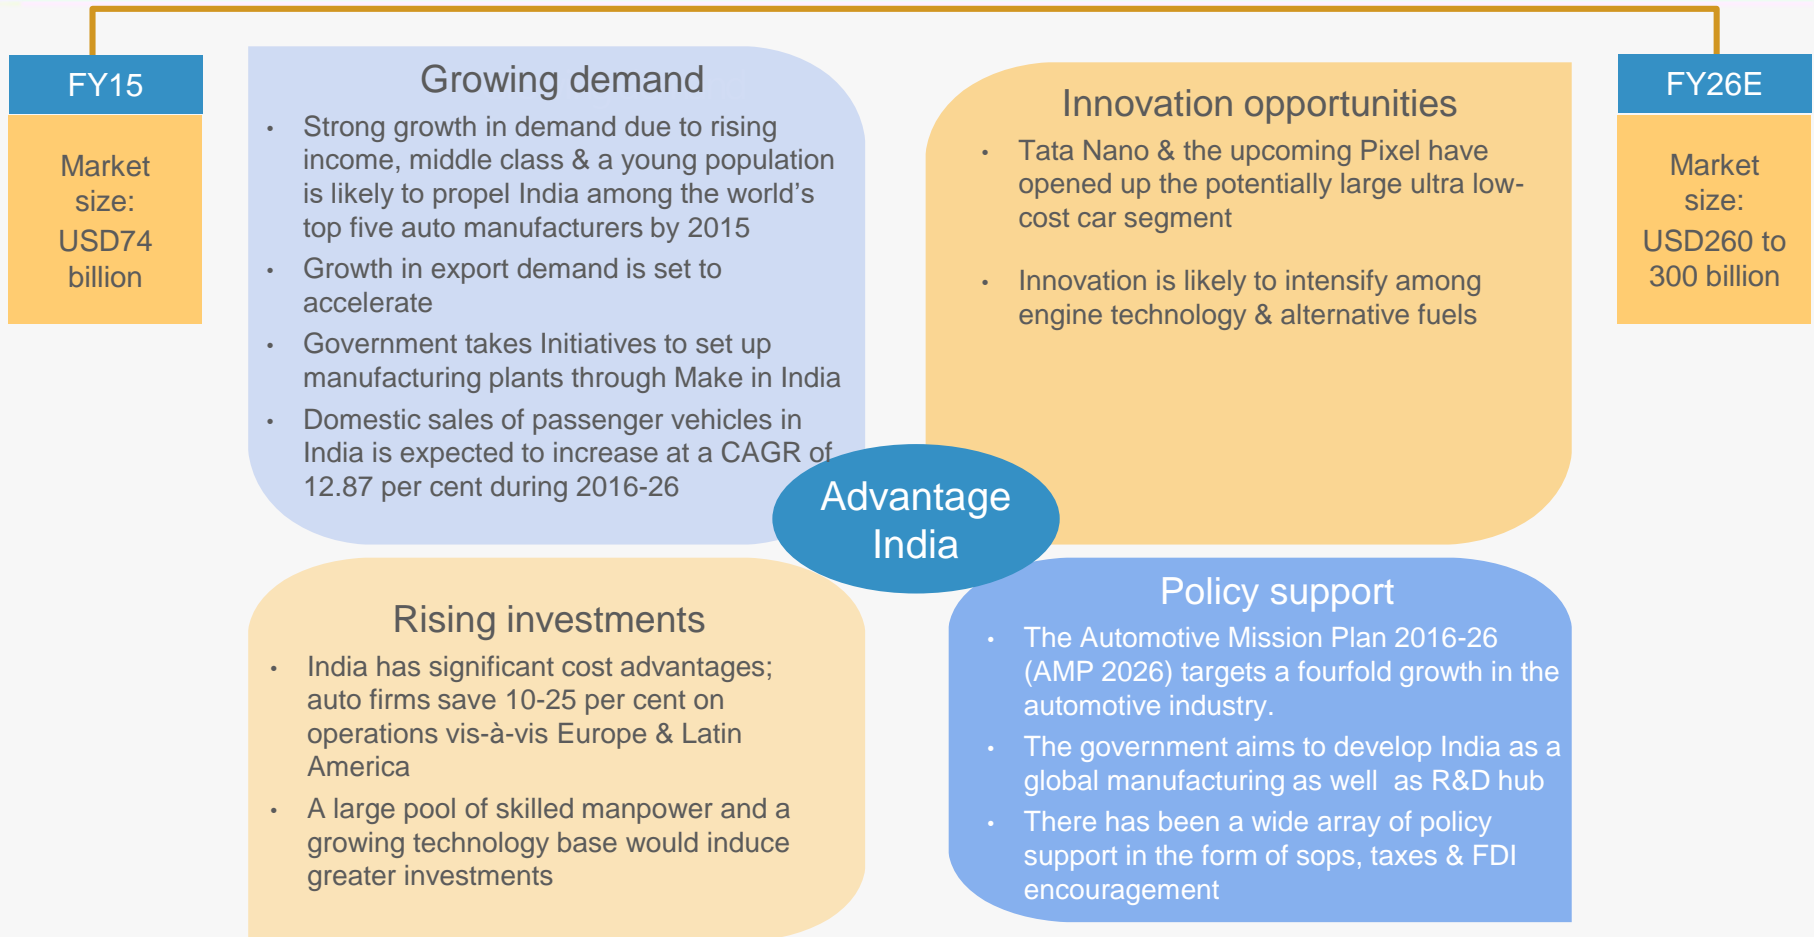 FY15
Market
size:
USD74
billion
Growing demand
• Strong growth in demand due to rising
income, middle class & a young population
is likely to propel India among the world’s
top five auto manufacturers by 2015
• Growth in export demand is set to
accelerate
• Government takes Initiatives to set up
manufacturing plants through Make in India
• Domestic sales of passenger vehicles in
India is expected to increase at a CAGR of
12.87 per cent during 2016-26
Innovation opportunities
• Tata Nano & the upcoming Pixel have
opened up the potentially large ultra low-
cost car segment
• Innovation is likely to intensify among
engine technology & alternative fuels
FY26E
Market
size:
USD260 to
300 billion
Advantage
India
Rising investments
• India has significant cost advantages;
auto firms save 10-25 per cent on
operations vis-à-vis Europe & Latin
America
• A large pool of skilled manpower and a
growing technology base would induce
greater investments
Policy support
• The Automotive Mission Plan 2016-26
(AMP 2026) targets a fourfold growth in the
automotive industry.
• The government aims to develop India as a
global manufacturing as well  as R&D hub
• There has been a wide array of policy
support in the form of sops, taxes & FDI
encouragement